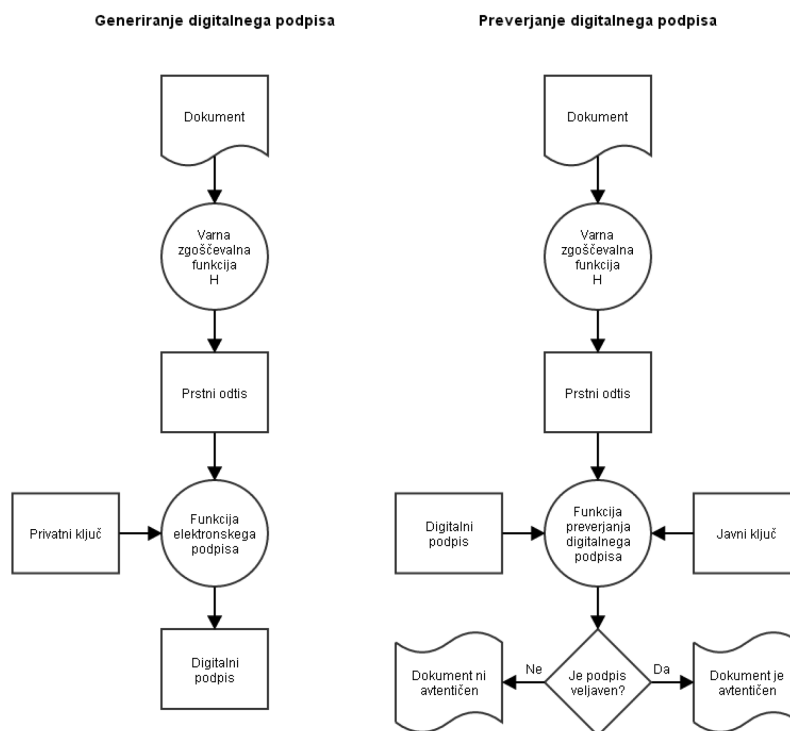 Generiranje digitalnega podpisa
Dokument
Varna
zgoščevalna
funkcija
H
Prstni odtis
Privatni ključ
Funkcija
elektronskega
podpisa
Digitalni
podpis
Preverjanje digitalnega podpisa
Dokument
Varna
zgoščevalna
funkcija
H
Prstni odtis
Digitalni
podpis
Funkcija
preverjanja
digitalnega
podpisa
Javni ključ
Dokument ni
avtentičen
Ne
Je podpis
veljaven?
Da
Dokument je
avtentičen